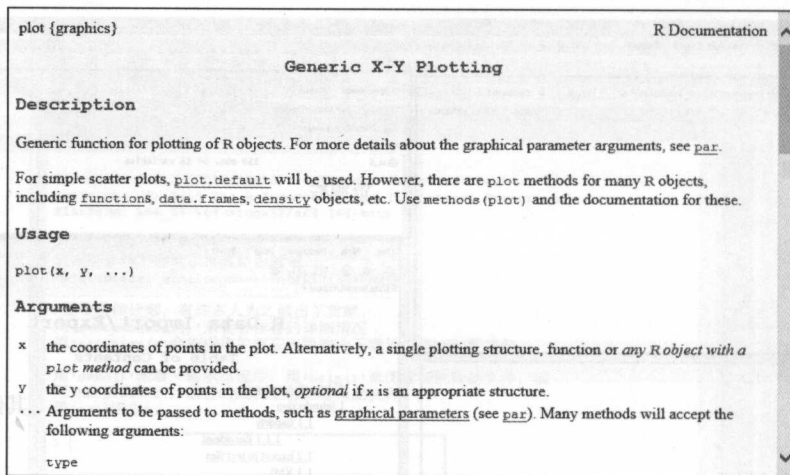 plot {graphics} R Documentation
Generic X-Y Plotting
Description
Generic function for plotting of R objects. For more details about the graphical parameter arguments, see par.
For simple scatter plots, plot.default will be used. However, there are plot methods for many R objects,
including functions, data.frames, density objects, etc. Use methods(plot) and the documentation for these.
Usage
plot(x, y, ...)
Arguments
x the coordinates of points in the plot. Alternatively, a single plotting structure, function or any R object with a
plot method can be provided.
y the y coordinates of points in the plot, optional if x is an appropriate structure.
... Arguments to be passed to methods, such as graphical parameters (see par). Many methods will accept the
following arguments:
type